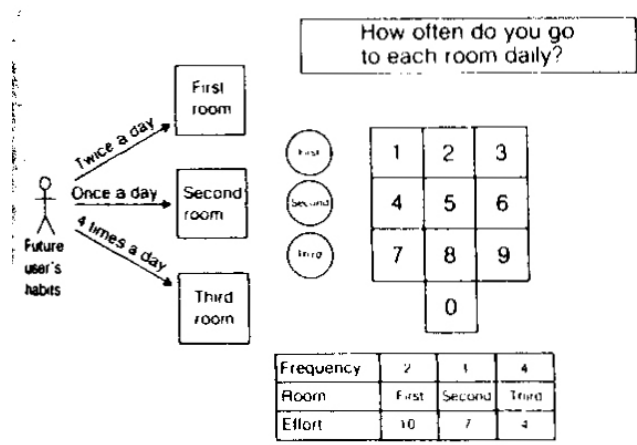 How often do you go
to each room daily?
First
room
Twice a day
Once a day
Second
room
4 times a day
Third
room
Future
user's
habits
First
Second
Third
1 2 3
4 5 6
7 8 9
0
Frequency 2 1 4
Room First Second Third
Effort 10 7 4